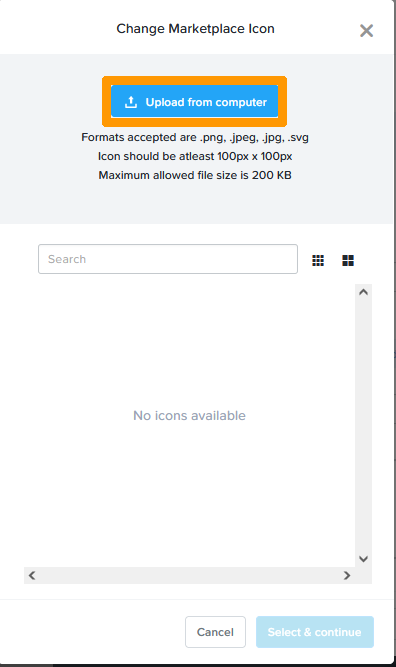 Change Marketplace Icon
Upload from computer
Formats accepted are .png, .jpeg, .jpg, .svg
Icon should be atleast 100px x 100px
Maximum allowed file size is 200 KB
Search
No icons available
Cancel
Select & continue